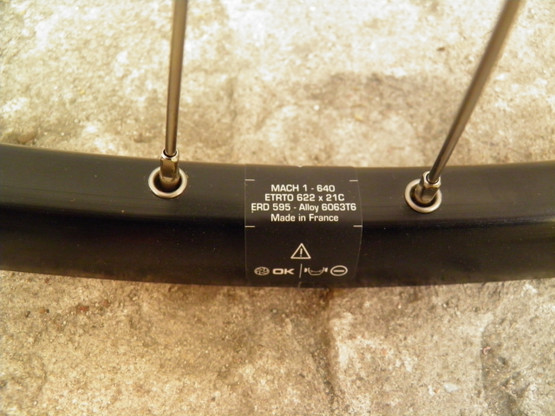 MACH 1 - 640
ETRTO 622 x 21C
ERD 595 - Alloy 6063T6
Made in France
OK